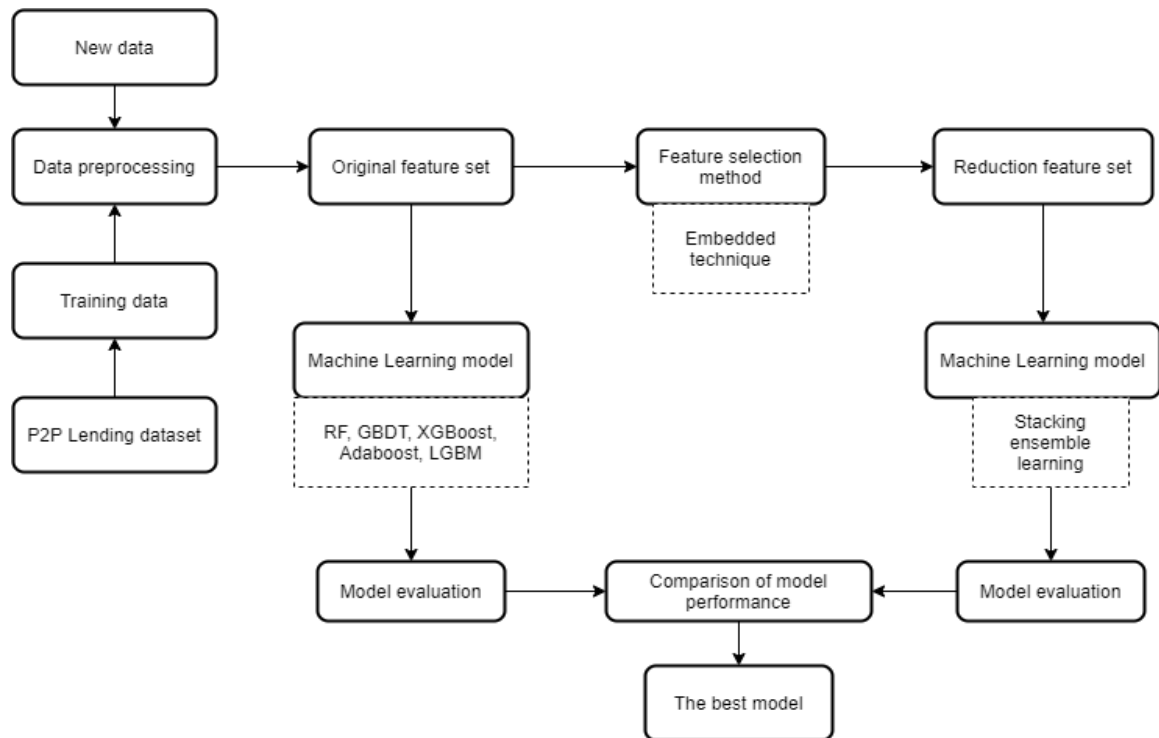 New data
Data preprocessing
Original feature set
Feature selection
method
Reduction feature set
Embedded
technique
Training data
Machine Learning model
Machine Learning model
P2P Lending dataset
RF, GBDT, XGBoost,
Adaboost, LGBM
Stacking
ensemble
learning
Model evaluation
Comparison of model
performance
Model evaluation
The best model